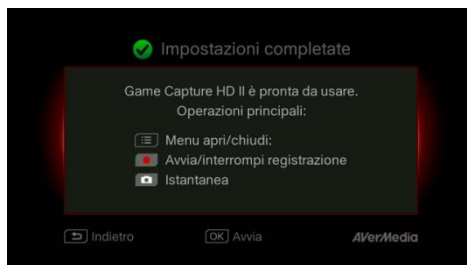 Impostazioni completate
Game Capture HD II è pronta da usare.
Operazioni principali:
Menu apri/chiudi:
Avvia/interrompi registrazione
Istantanea
Indietro
OK Avvia
AVerMedia